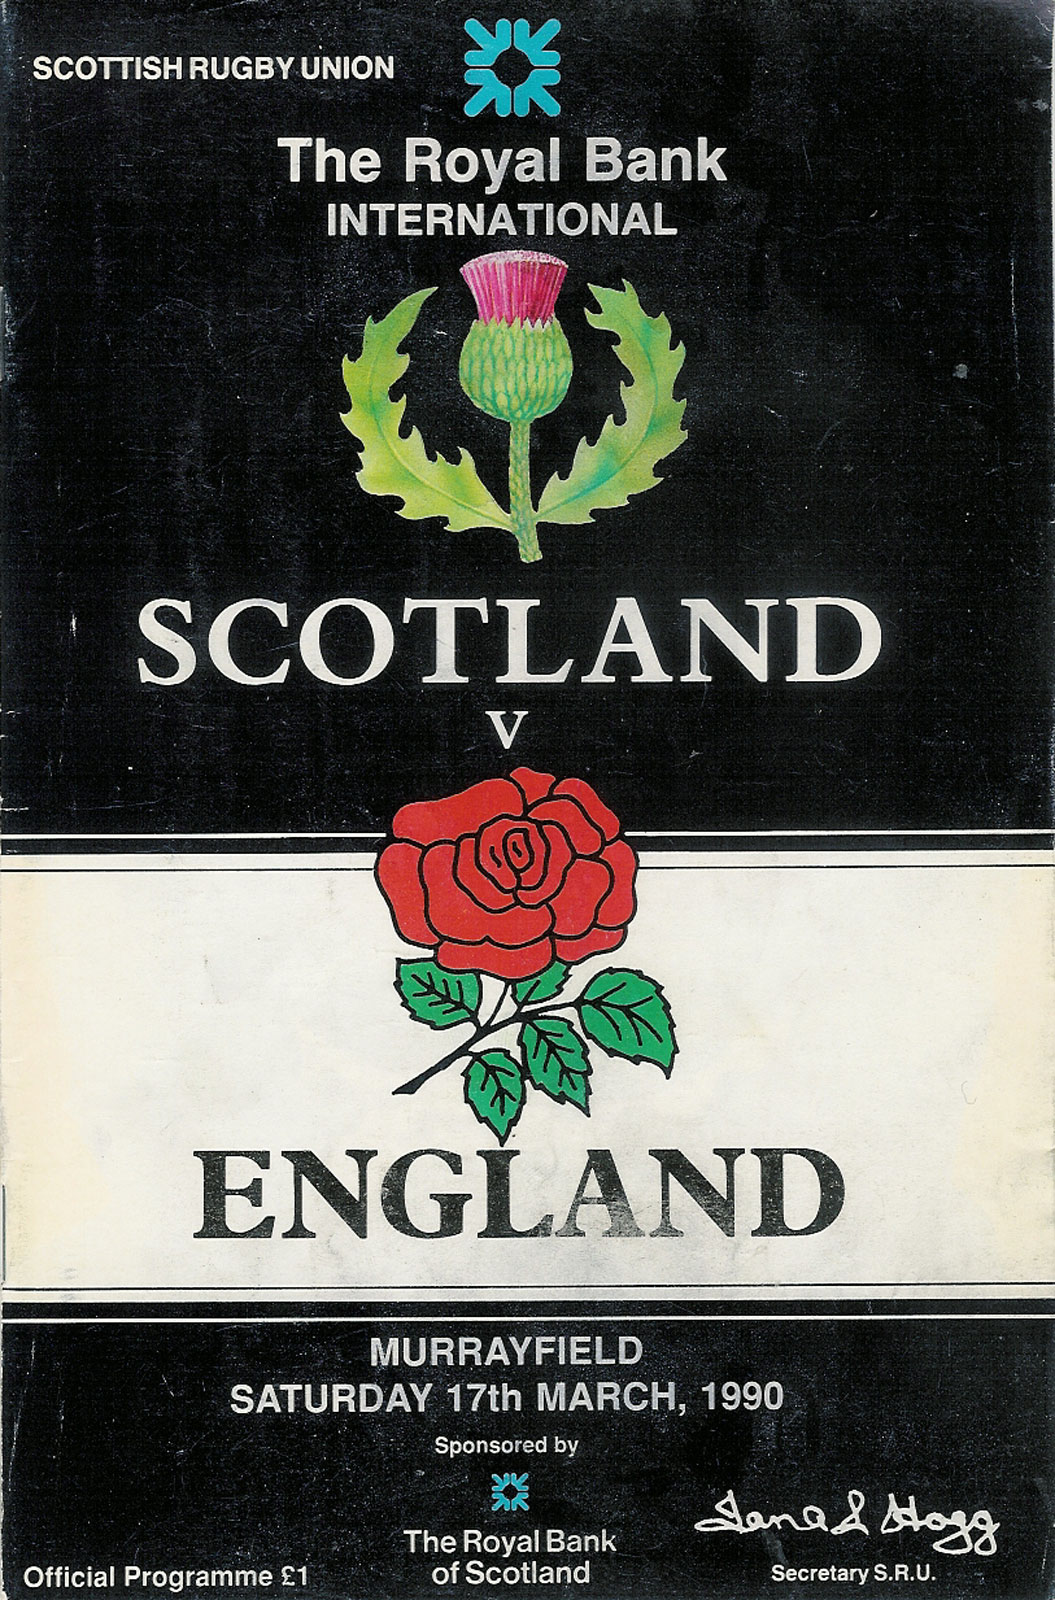 SCOTTISH RUGBY UNION
The Royal Bank
INTERNATIONAL
SCOTLAND
V
ENGLAND
MURRAYFIELD
SATURDAY 17th MARCH, 1990
Sponsored by
The Royal Bank
of Scotland
Hogg
Secretary S.R.U.
Official Programme £1